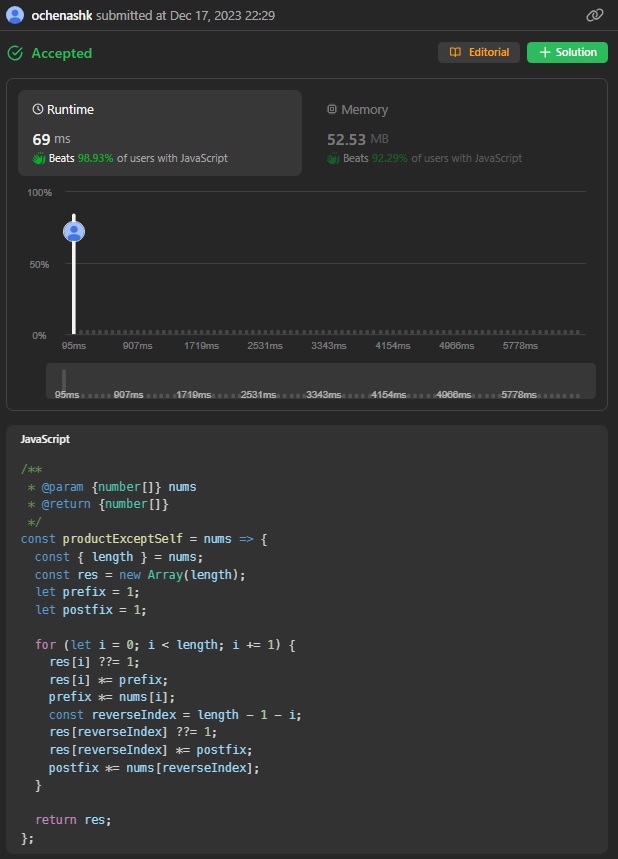 ochenashk submitted at Dec 17, 2023 22:29
Accepted
Editorial
Solution
Runtime
Memory
69 ms
52.53 MB
Beats 98.93% of users with JavaScript
Beats 92.29% of users with JavaScript
100%
50%
0%
95ms 907ms 1719ms 2531ms 3343ms 4154ms 4966ms 5778ms
95ms 907ms 1719ms 2531ms 3343ms 4154ms 4966ms 5778ms
JavaScript
/**
 * @param {number[]} nums
 * @return {number[]}
 */
const productExceptSelf = nums => {
  const { length } = nums;
  const res = new Array(length);
  let prefix = 1;
  let postfix = 1;

  for (let i = 0; i < length; i += 1) {
    res[i] ??= 1;
    res[i] *= prefix;
    prefix *= nums[i];
    const reverseIndex = length - 1 - i;
    res[reverseIndex] ??= 1;
    res[reverseIndex] *= postfix;
    postfix *= nums[reverseIndex];
  }

  return res;
};